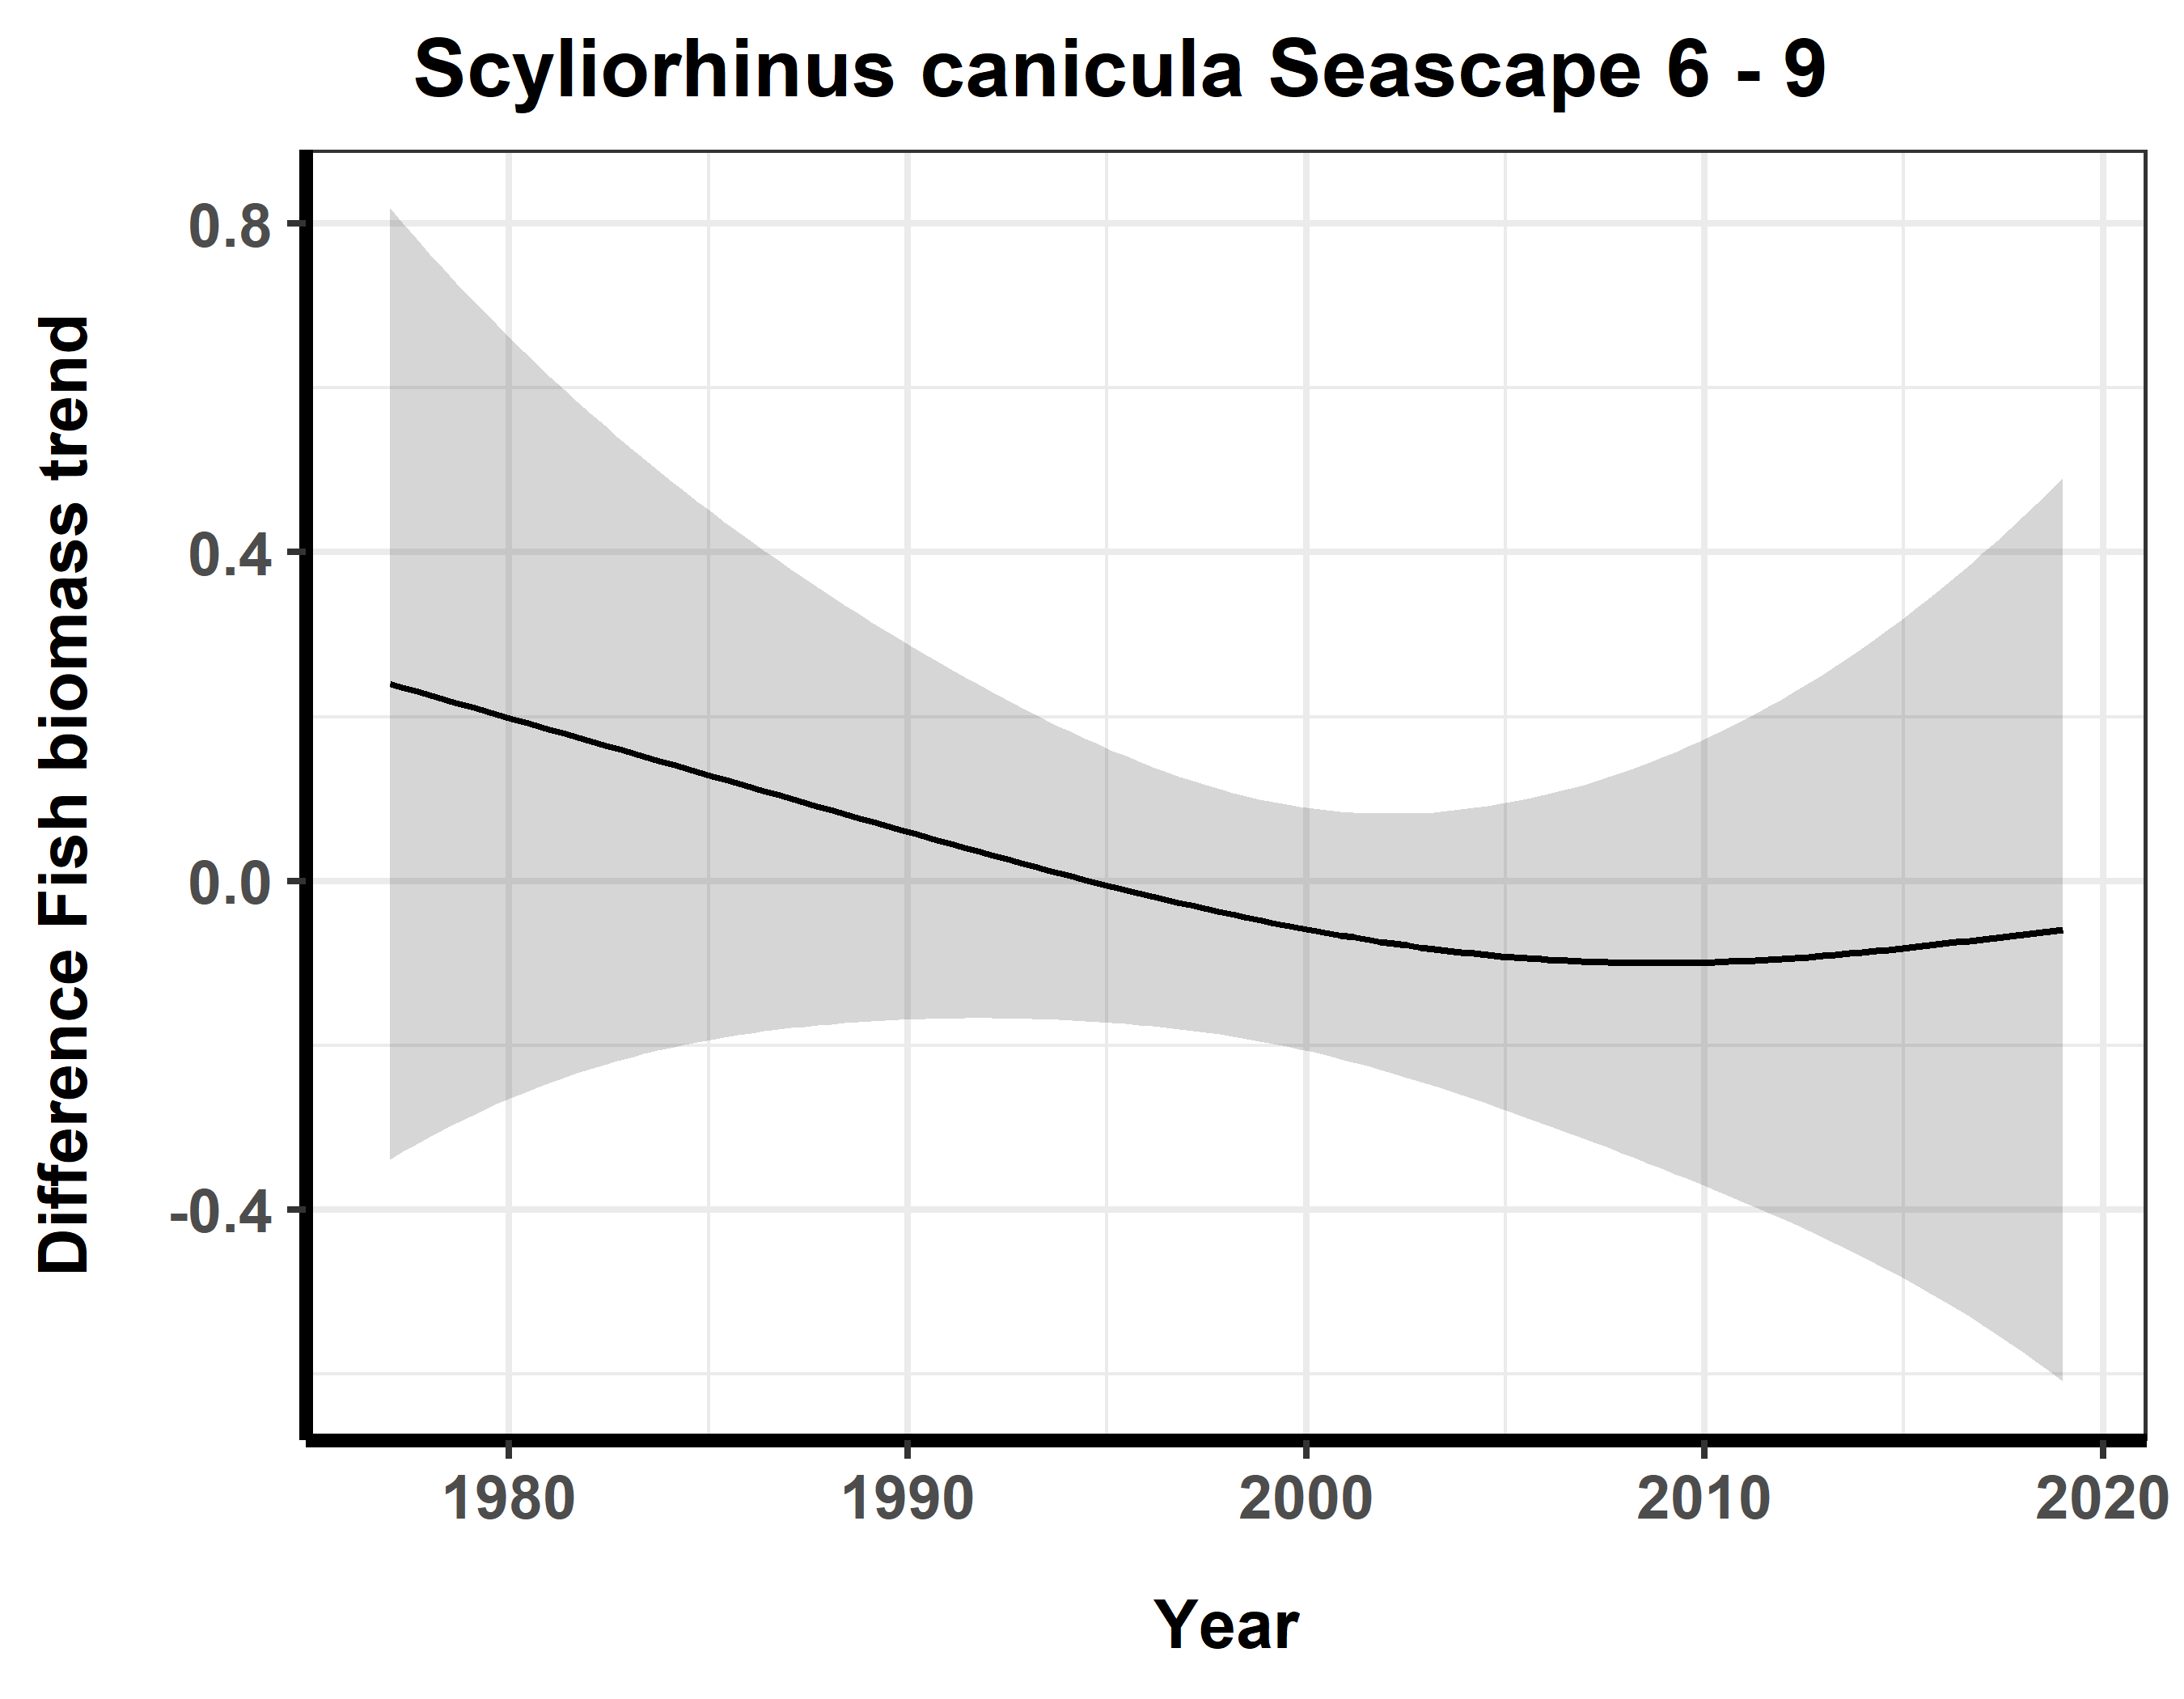 Scyliorhinus canicula Seascape 6 - 9
Difference Fish biomass trend
0.8
0.4
0.0
-0.4
1980 1990 2000 2010 2020
Year